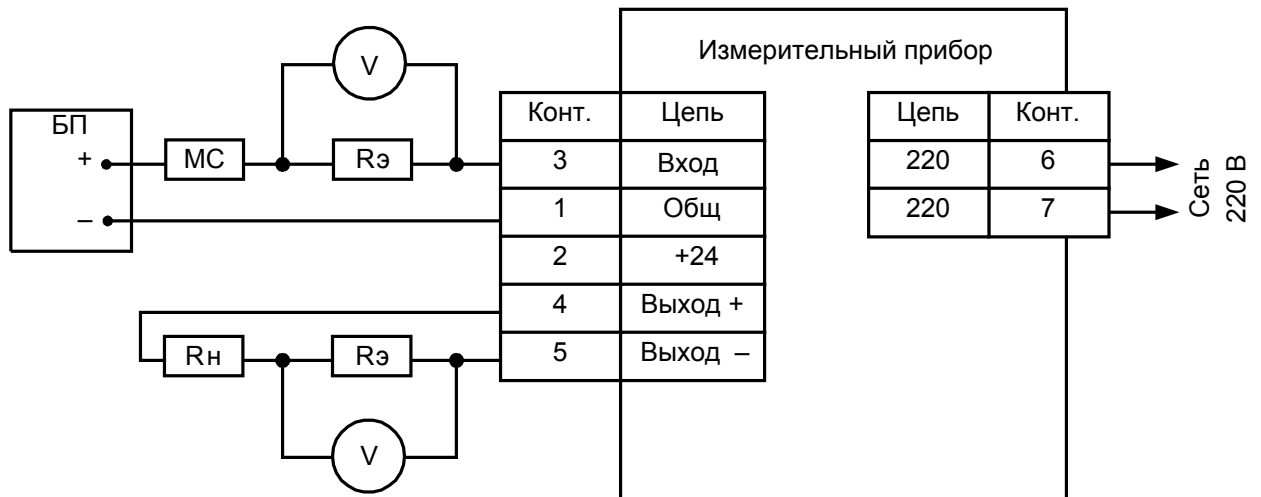 Измерительный прибор
V
БП
+
–
МС
Rэ
Конт. Цепь
3 Вход
1 Общ
2 +24
4 Выход +
5 Выход –
Цепь Конт.
220 6
220 7
Сеть
220 В
Rн
Rэ
V